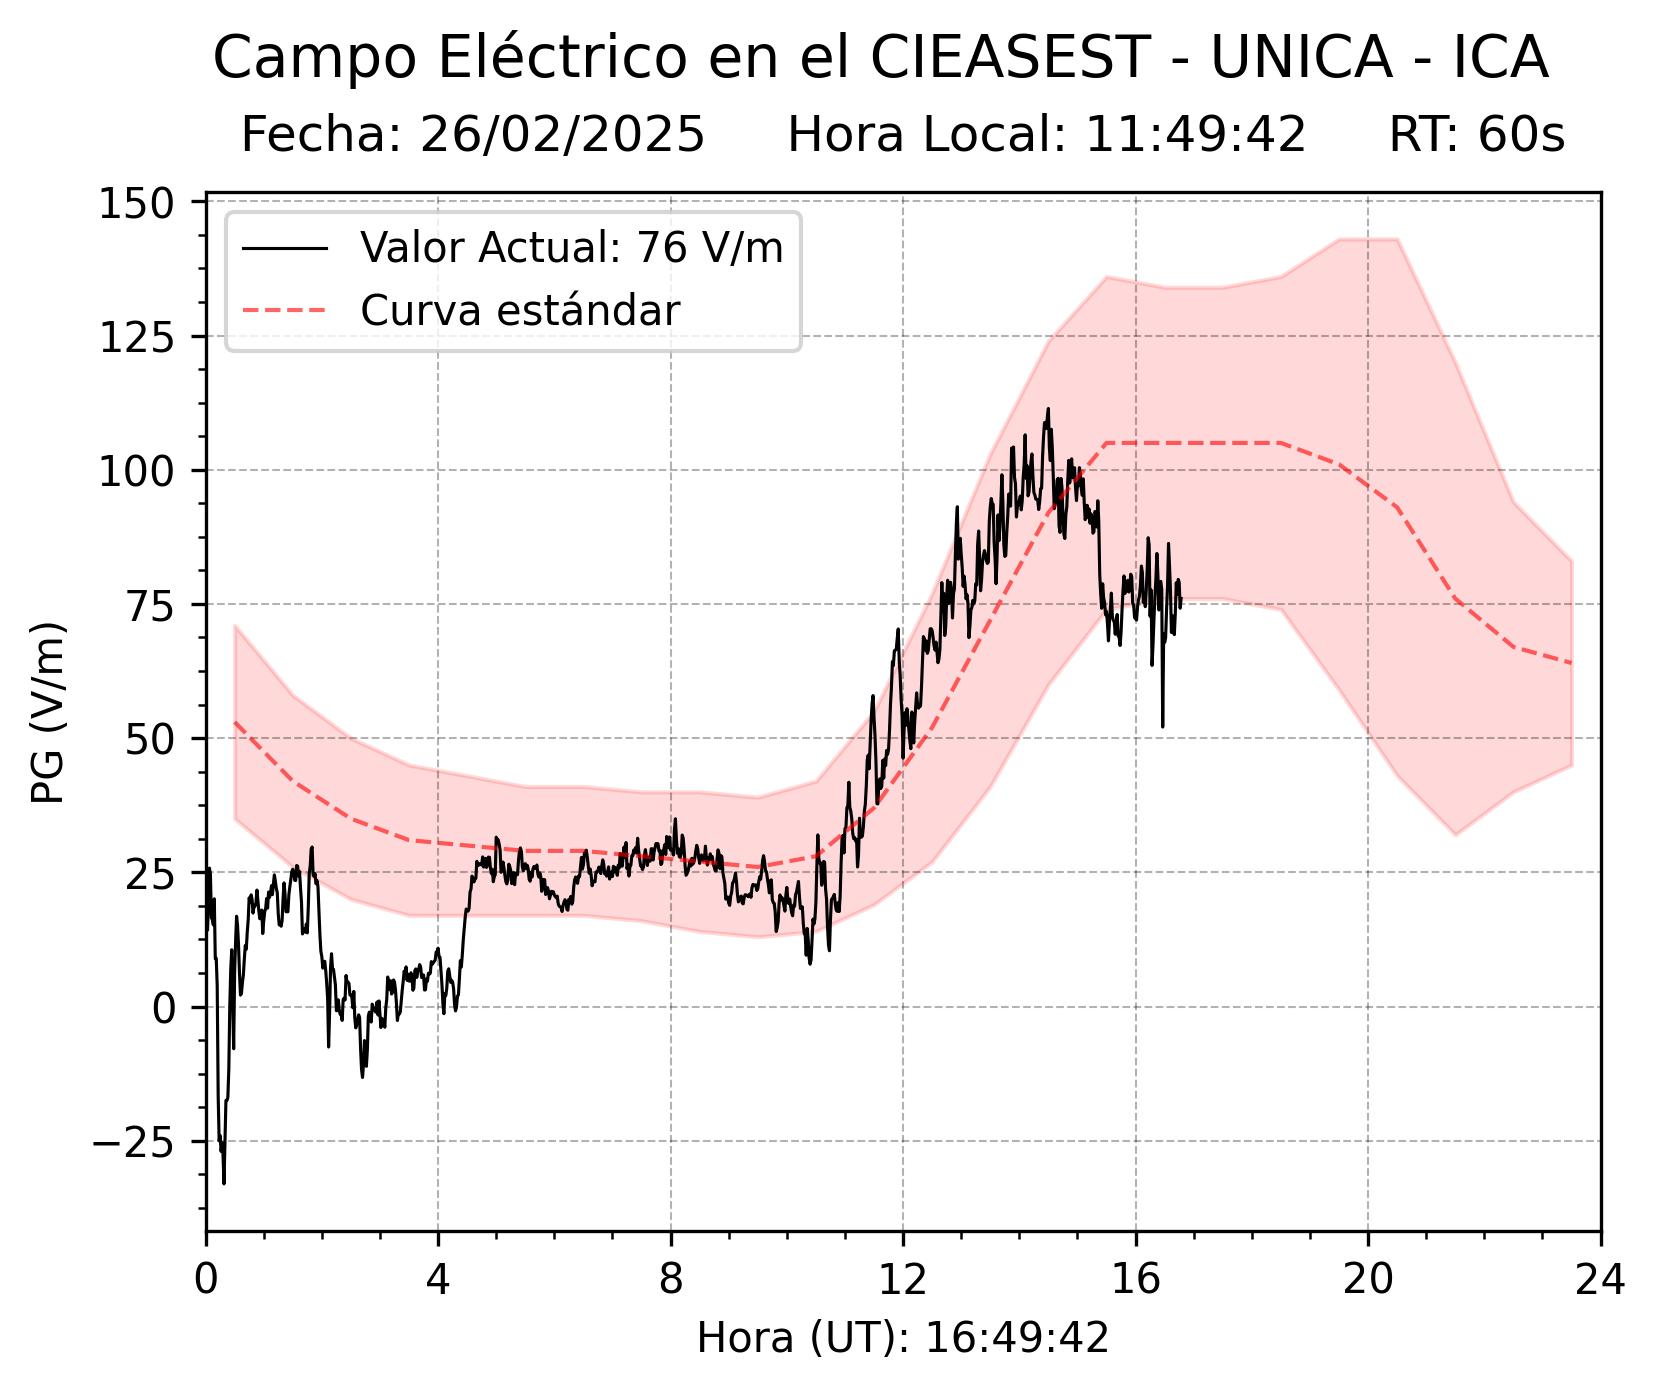 Campo Eléctrico en el CIEASEST - UNICA - ICA
Fecha: 26/02/2025 Hora Local: 11:49:42 RT: 60s
Valor Actual: 76 V/m
Curva estándar
PG (V/m)
150
125
100
75
50
25
0
−25
0 4 8 12 16 20 24
Hora (UT): 16:49:42